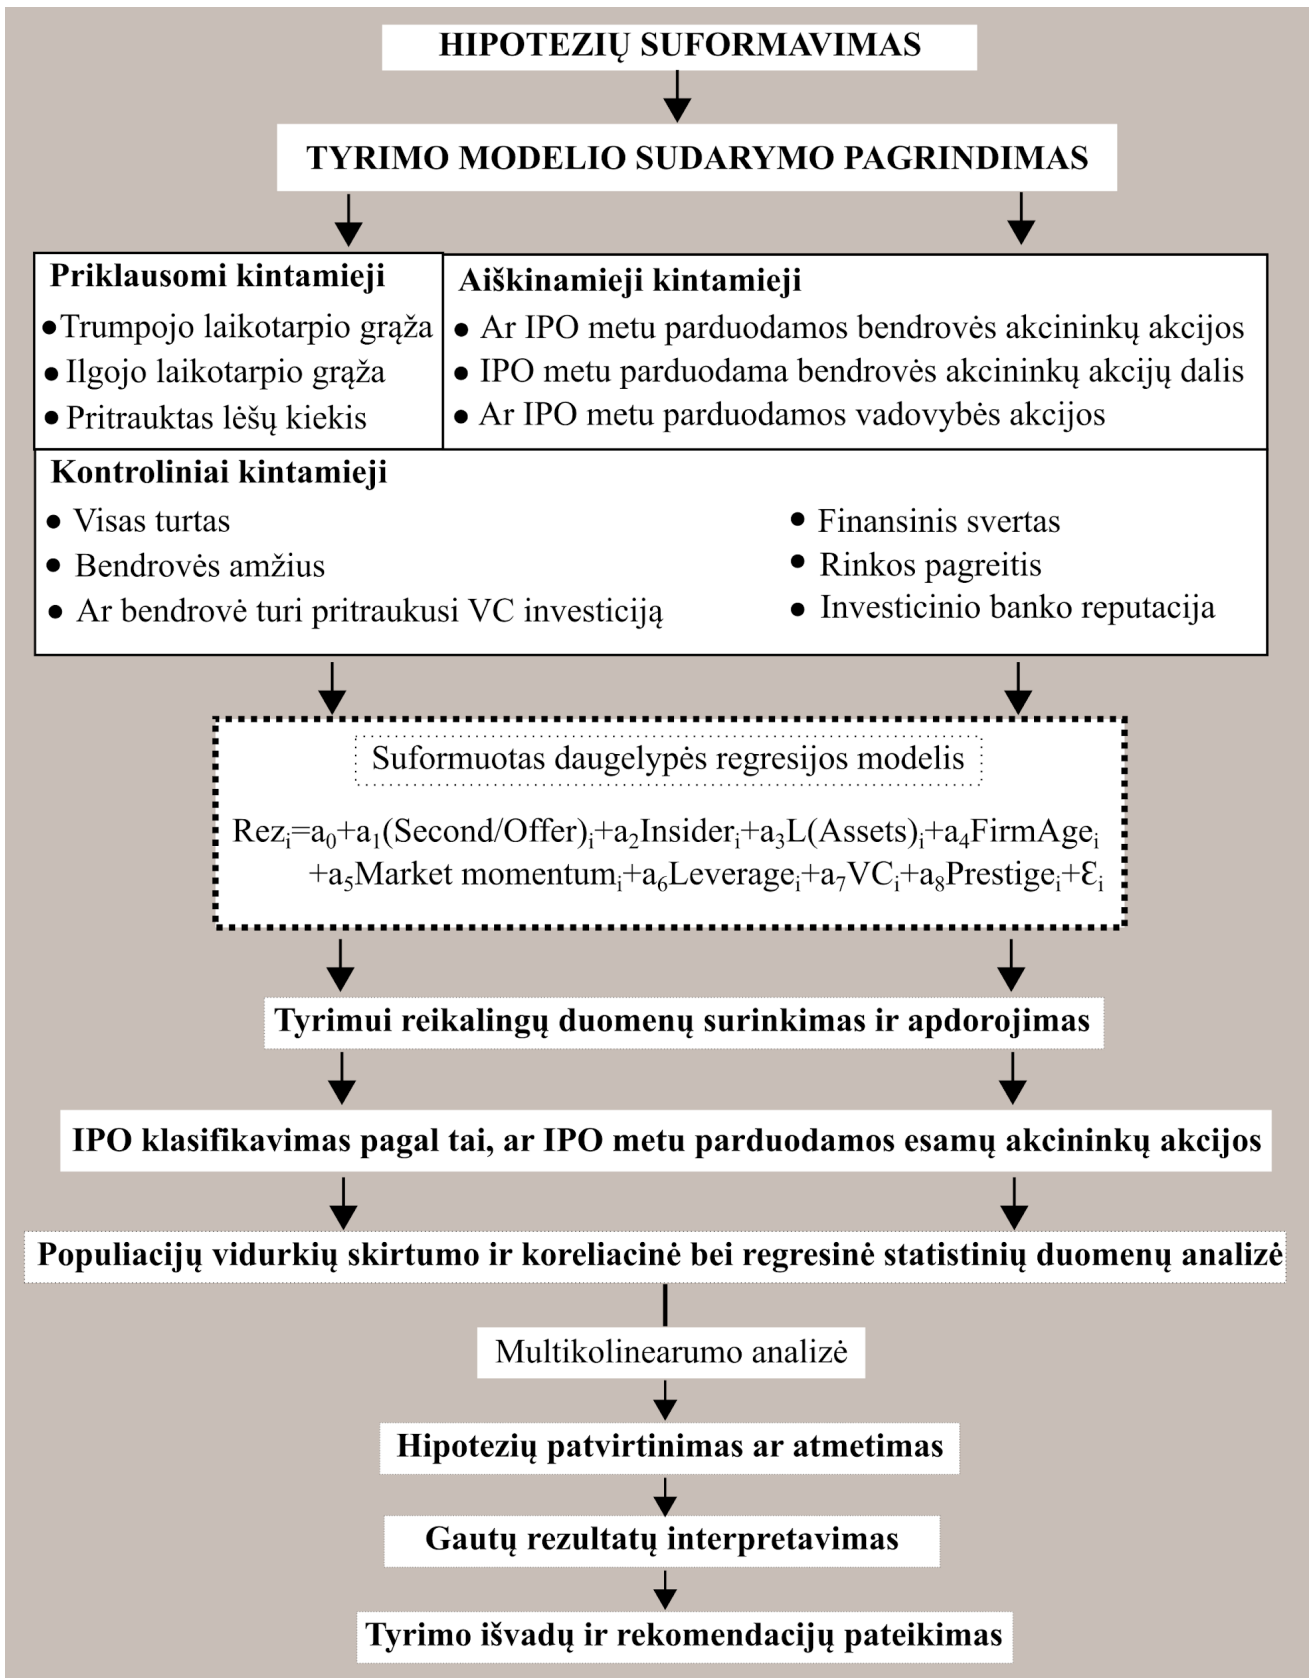 HIPOTEZIŲ SUFORMAVIMAS
TYRIMO MODELIO SUDARYMO PAGRINDIMAS
Priklausomi kintamieji
● Trumpojo laikotarpio grąža
● Ilgojo laikotarpio grąža
● Pritrauktas lėšų kiekis
Aiškinamieji kintamieji
● Ar IPO metu parduodamos bendrovės akcininkų akcijos
● IPO metu parduodama bendrovės akcininkų akcijų dalis
● Ar IPO metu parduodamos vadovybės akcijos
Kontroliniai kintamieji
● Visas turtas
● Bendrovės amžius
● Ar bendrovė turi pritraukusi VC investiciją
● Finansinis svertas
● Rinkos pagreitis
● Investicinio banko reputacija
Suformuotas daugelypės regresijos modelis
Rezᵢ=a₀+a₁(Second/Offer)ᵢ+a₂Insiderᵢ+a₃L(Assets)ᵢ+a₄FirmAgeᵢ
+a₅Market momentumᵢ+a₆Leverageᵢ+a₇VCᵢ+a₈Prestigeᵢ+Ɛᵢ
Tyrimui reikalingų duomenų surinkimas ir apdorojimas
IPO klasifikavimas pagal tai, ar IPO metu parduodamos esamų akcininkų akcijos
Populiacijų vidurkių skirtumo ir koreliacinė bei regresinė statistinių duomenų analizė
Multikolinearumo analizė
Hipotezių patvirtinimas ar atmetimas
Gautų rezultatų interpretavimas
Tyrimo išvadų ir rekomendacijų pateikimas